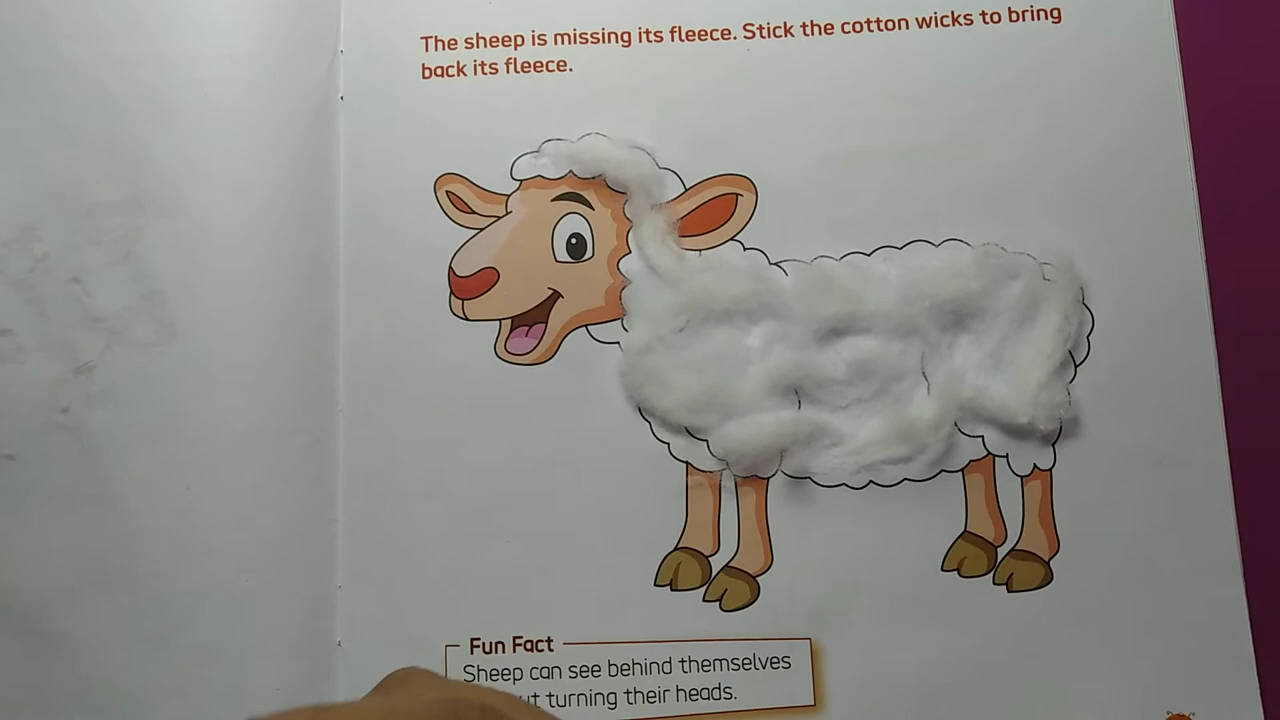 The sheep is missing its fleece. Stick the cotton wicks to bring
back its fleece.
Fun Fact
Sheep can see behind themselves
turning their heads.